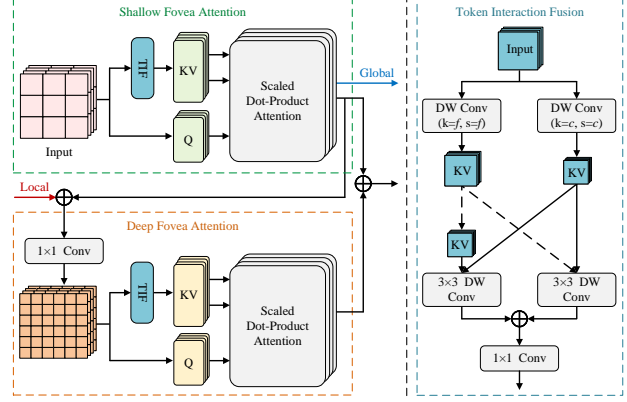 Shallow Fovea Attention
TIF
KV
Q
Scaled
Dot-Product
Attention
Input
Global
Local
1×1 Conv
Deep Fovea Attention
TIF
KV
Q
Scaled
Dot-Product
Attention
Token Interaction Fusion
Input
DW Conv
(k=f, s=f)
DW Conv
(k=c, s=c)
KV
KV
KV
3×3 DW
Conv
3×3 DW
Conv
1×1 Conv